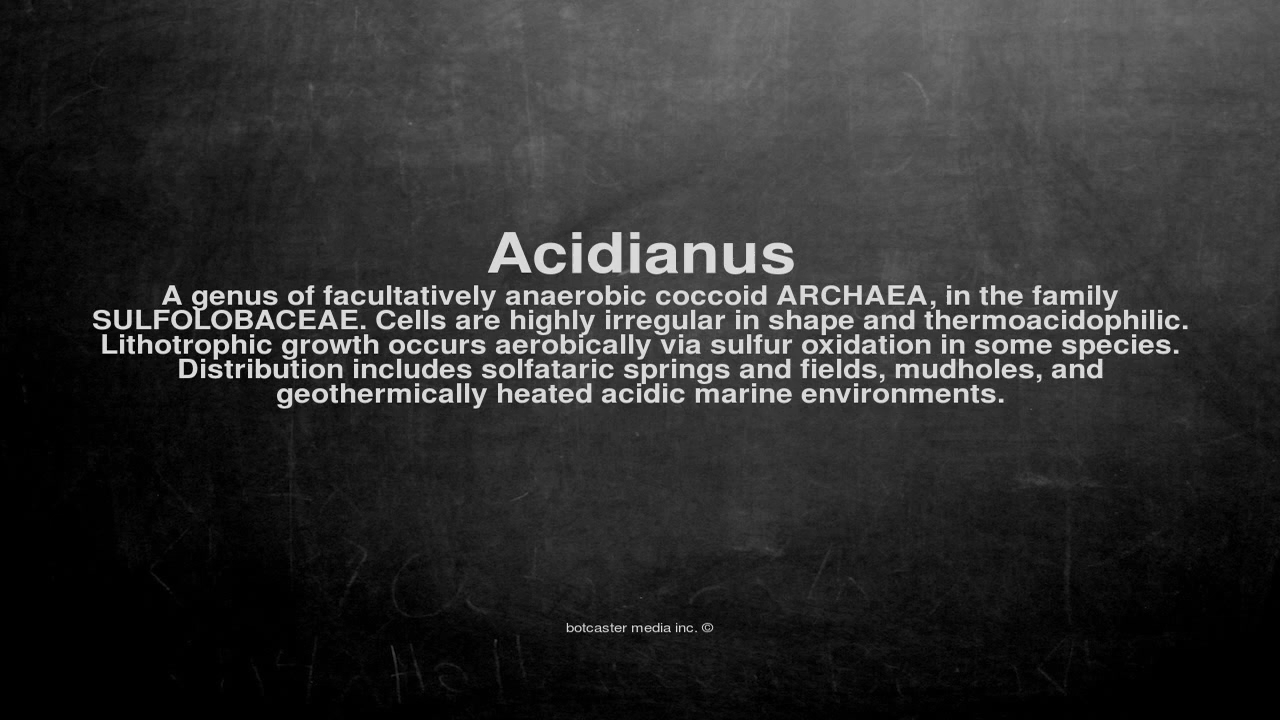 Acidianus
A genus of facultatively anaerobic coccoid ARCHAEA, in the family
SULFOLOBACEAE. Cells are highly irregular in shape and thermoacidophilic.
Lithotrophic growth occurs aerobically via sulfur oxidation in some species.
Distribution includes solfataric springs and fields, mudholes, and
geothermically heated acidic marine environments.
botcaster media inc. ©